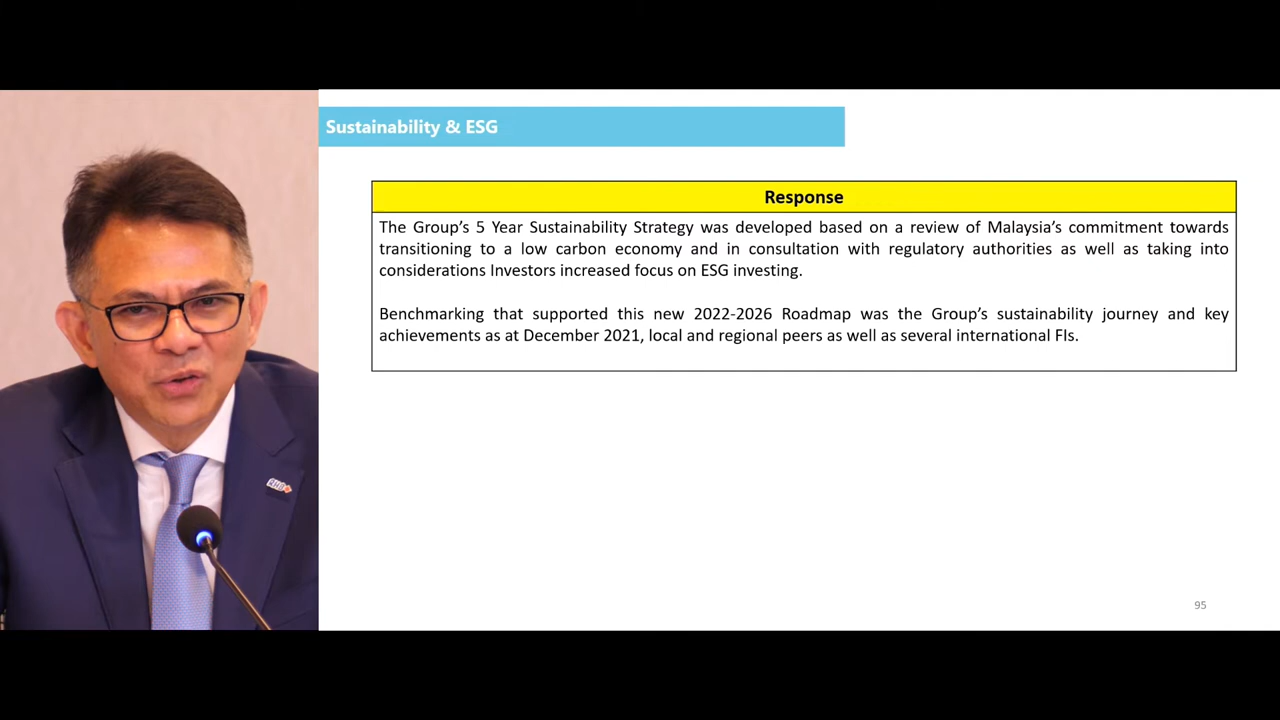 Sustainability & ESG
Response
The Group's 5 Year Sustainability Strategy was developed based on a review of Malaysia's commitment towards
transitioning to a low carbon economy and in consultation with regulatory authorities as well as taking into
considerations Investors increased focus on ESG investing.
Benchmarking that supported this new 2022-2026 Roadmap was the Group's sustainability journey and key
achievements as at December 2021, local and regional peers as well as several international FIs.
RHB
95